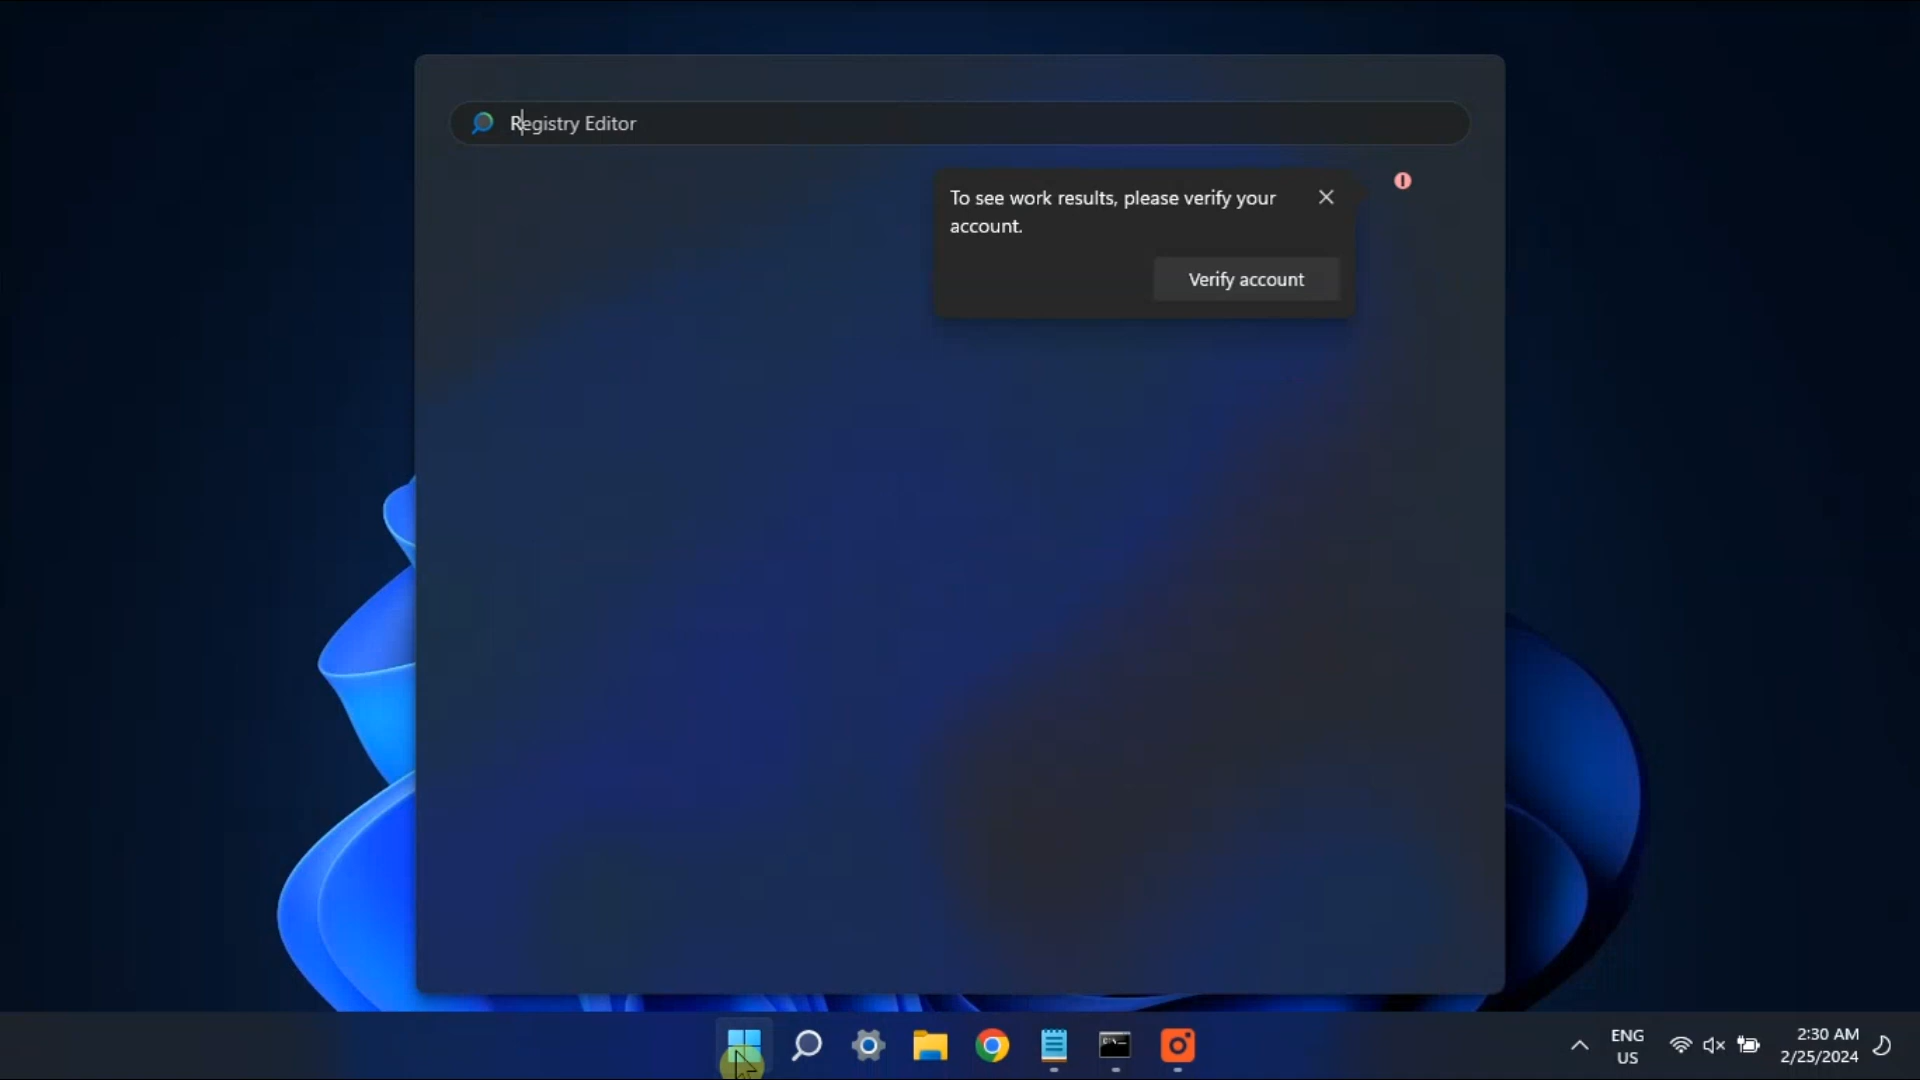 Registry Editor
To see work results, please verify your
account.
Verify account
ENG
US
2:30 AM
2/25/2024